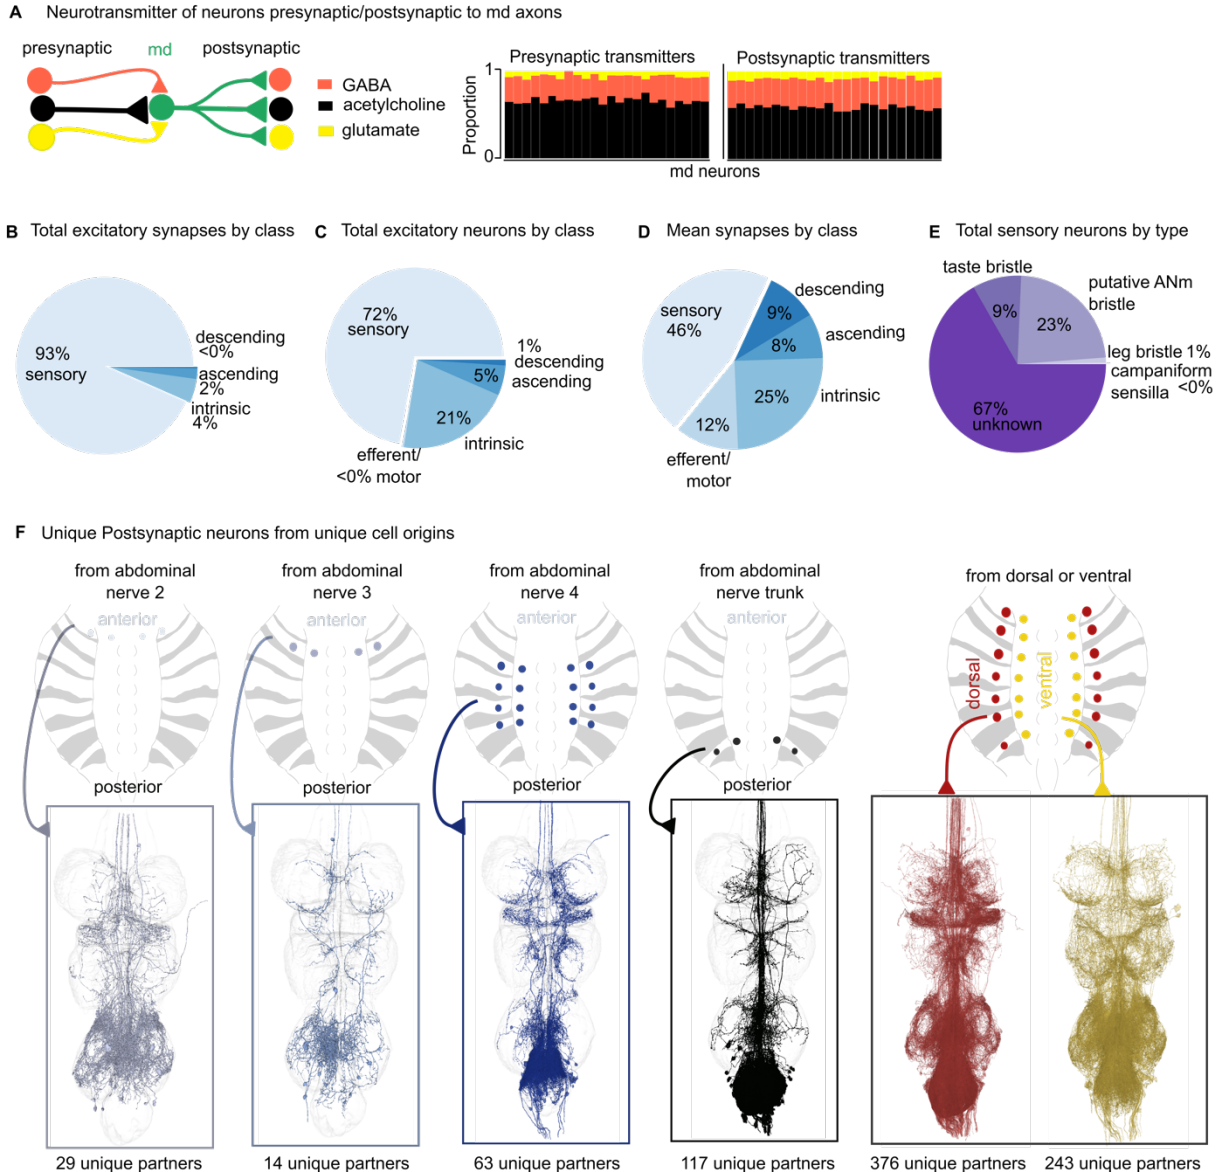 A Neurotransmitter of neurons presynaptic/postsynaptic to md axons
presynaptic md postsynaptic
GABA
acetylcholine
glutamate
Presynaptic transmitters
Postsynaptic transmitters
1
Proportion
0
md neurons
B Total excitatory synapses by class
93%
sensory
descending
<0%
ascending
2%
intrinsic
4%
C Total excitatory neurons by class
72%
sensory
1%
descending
ascending
5%
21%
intrinsic
efferent/
<0% motor
D Mean synapses by class
sensory
46%
descending
9%
ascending
8%
intrinsic
25%
12%
efferent/
motor
E Total sensory neurons by type
taste bristle
9%
putative ANm
bristle
23%
leg bristle 1%
campaniform
sensilla <0%
67%
unknown
F Unique Postsynaptic neurons from unique cell origins
from abdominal
nerve 2
anterior
posterior
29 unique partners
from abdominal
nerve 3
anterior
posterior
14 unique partners
from abdominal
nerve 4
anterior
posterior
63 unique partners
from abdominal
nerve trunk
anterior
posterior
117 unique partners
from dorsal or ventral
dorsal
ventral
376 unique partners
243 unique partners